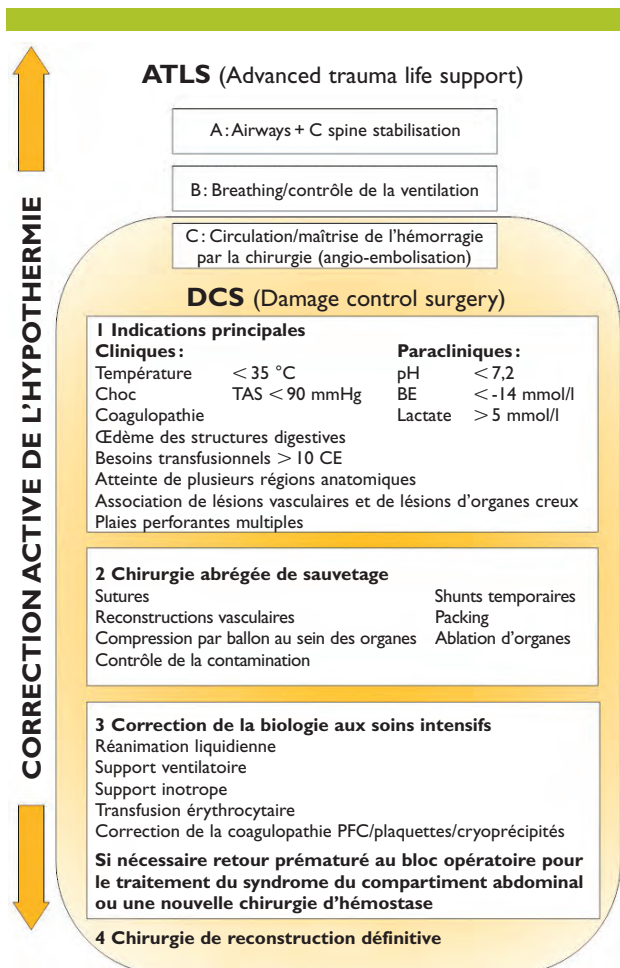 CORRECTION ACTIVE DE L'HYPOTHERMIE
ATLS (Advanced trauma life support)
A : Airways + C spine stabilisation
B : Breathing/contrôle de la ventilation
C : Circulation/maîtrise de l'hémorragie
par la chirurgie (angio-embolisation)
DCS (Damage control surgery)
1 Indications principales
Cliniques : Paracliniques :
Température < 35 °C pH < 7,2
Choc TAS < 90 mmHg BE < -14 mmol/l
Coagulopathie Lactate > 5 mmol/l
Œdème des structures digestives
Besoins transfusionnels > 10 CE
Atteinte de plusieurs régions anatomiques
Association de lésions vasculaires et de lésions d'organes creux
Plaies perforantes multiples
2 Chirurgie abrégée de sauvetage
Sutures Shunts temporaires
Reconstructions vasculaires Packing
Compression par ballon au sein des organes Ablation d'organes
Contrôle de la contamination
3 Correction de la biologie aux soins intensifs
Réanimation liquidienne
Support ventilatoire
Support inotrope
Transfusion érythrocytaire
Correction de la coagulopathie PFC/plaquettes/cryoprécipités
Si nécessaire retour prématuré au bloc opératoire pour
le traitement du syndrome du compartiment abdominal
ou une nouvelle chirurgie d'hémostase
4 Chirurgie de reconstruction définitive